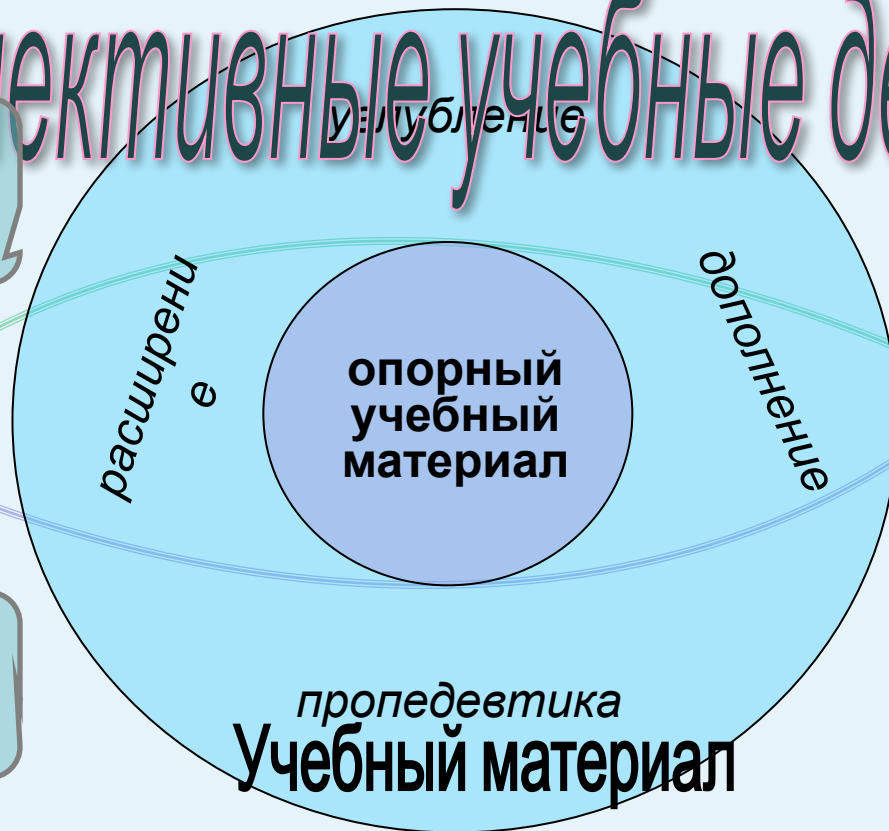 ективные учебные де
углубление
расширени
е
дополнение
опорный
учебный
материал
пропедевтика
Учебный материал